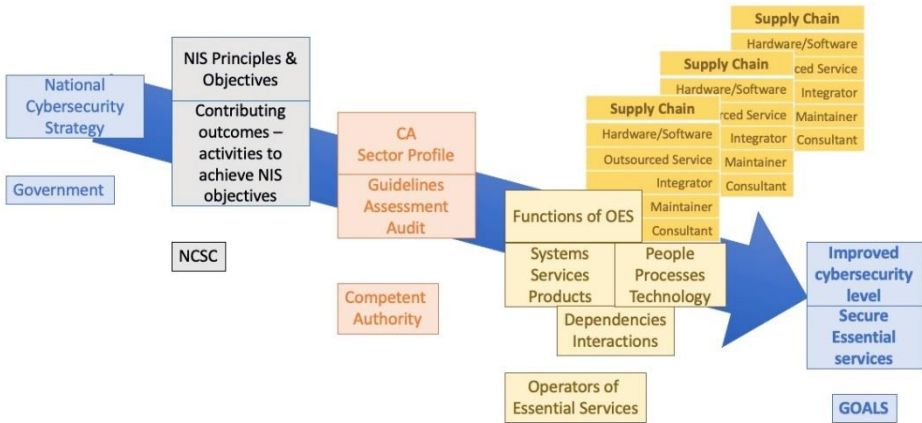 National
Cybersecurity
Strategy
Government
NIS Principles &
Objectives
Contributing
outcomes –
activities to
achieve NIS
objectives
NCSC
CA
Sector Profile
Guidelines
Assessment
Audit
Competent
Authority
Functions of OES
Systems
Services
Products
People
Processes
Technology
Dependencies
Interactions
Operators of
Essential Services
Supply Chain
Hardware/Software
Outsourced Service
Integrator
Maintainer
Consultant
Supply Chain
Hardware/Software
Service
Integrator
Maintainer
Consultant
Supply Chain
Hardware/Software
Service
Integrator
Maintainer
Consultant
Improved
cybersecurity
level
Secure
Essential
services
GOALS